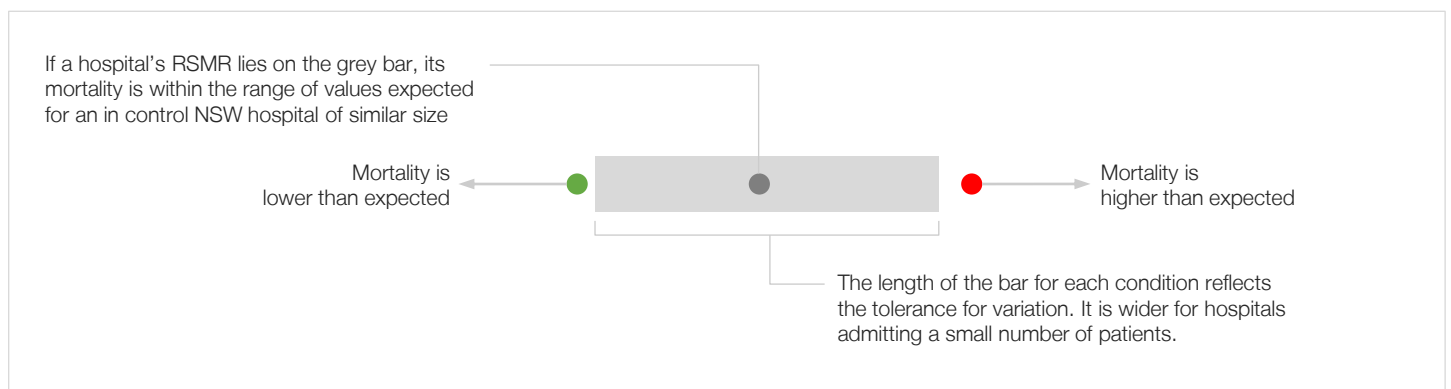 If a hospital's RSMR lies on the grey bar, its
mortality is within the range of values expected
for an in control NSW hospital of similar size
Mortality is
lower than expected
Mortality is
higher than expected
The length of the bar for each condition reflects
the tolerance for variation. It is wider for hospitals
admitting a small number of patients.